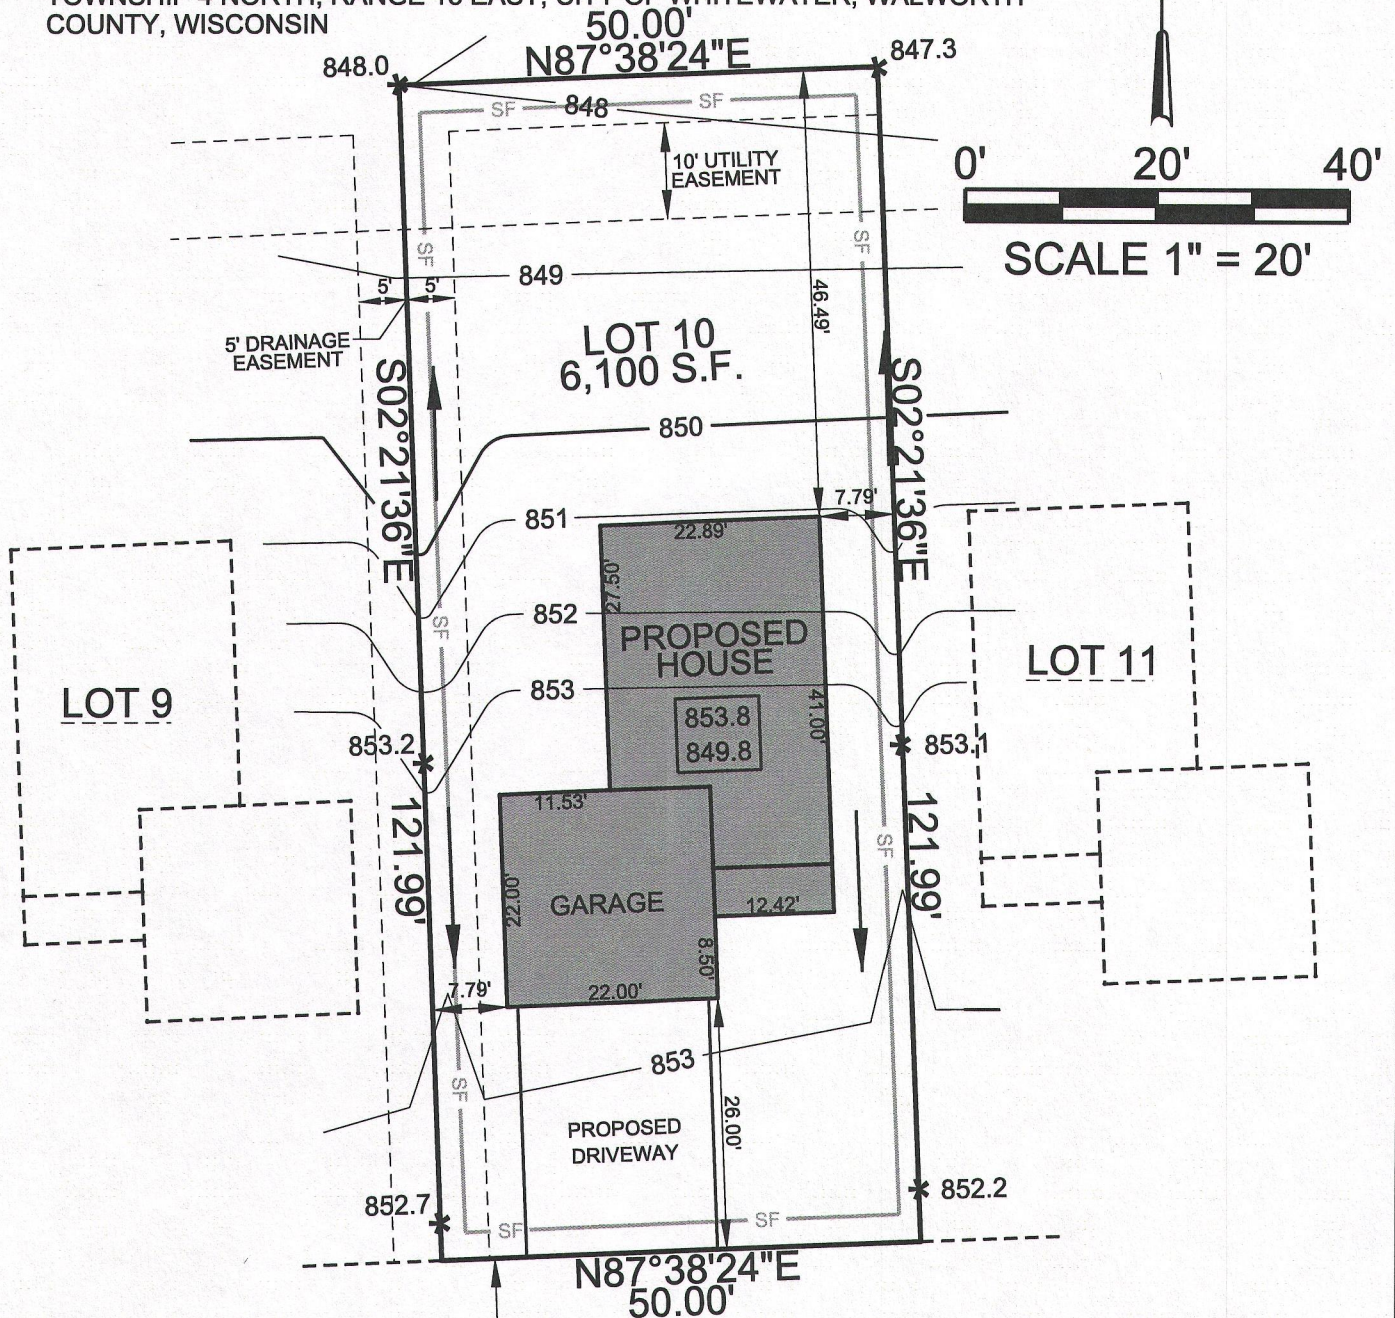 COUNTY, WISCONSIN
50.00'
N87°38'24"E
848.0
847.3
SF
SF
848
10' UTILITY
EASEMENT
0' 20' 40'
SCALE 1" = 20'
SF
SF
849
5' 5'
46.49'
5' DRAINAGE
EASEMENT
LOT 10
6,100 S.F.
S02°21'36"E
S02°21'36"E
850
851
7.79'
22.89'
27.50'
852
SF
PROPOSED
HOUSE
LOT 9
LOT 11
853
853.8
849.8
41.00'
853.2
853.1
121.99'
121.99'
11.53'
SF
22.00'
GARAGE
12.42'
8.50'
7.79'
22.00'
853
SF
26.00'
PROPOSED
DRIVEWAY
852.7
852.2
SF
SF
N87°38'24"E
50.00'